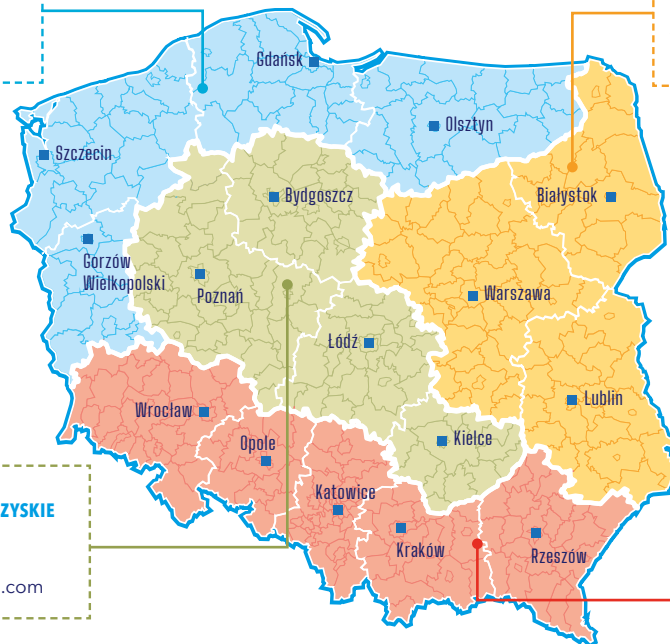 Gdańsk
Olsztyn
Szczecin
Bydgoszcz
Białystok
Gorzów
Wielkopolski
Poznań
Warszawa
Łódź
Lublin
Wrocław
Opole
Kielce
Katowice
ZYSKIE
Kraków
Rzeszów
.com